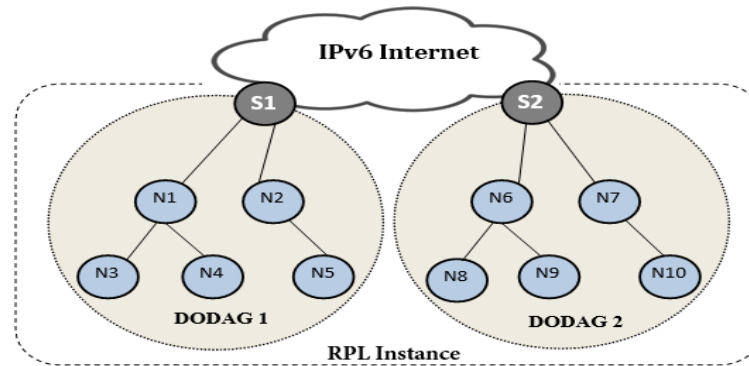 IPv6 Internet
S1 S2
N1 N2 N6 N7
N3 N4 N5 N8 N9 N10
DODAG 1 DODAG 2
RPL Instance